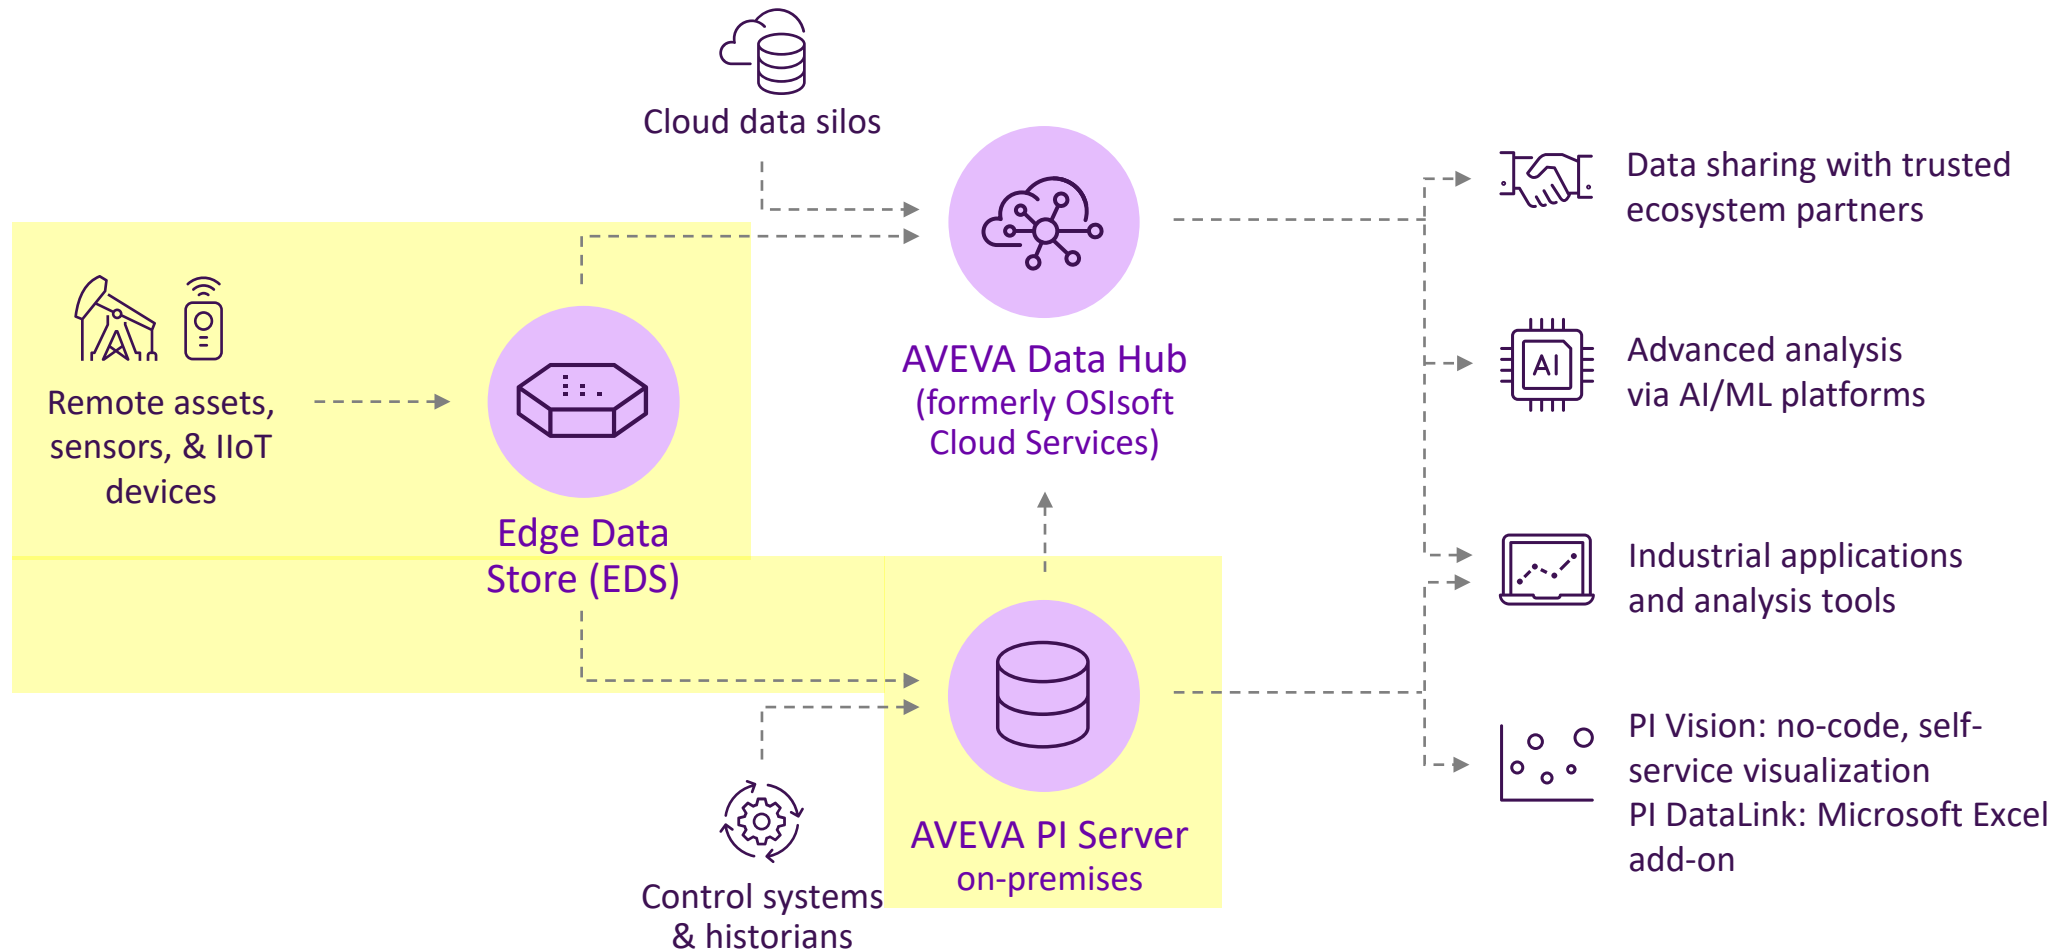 Cloud data silos
Remote assets,
sensors, & IIoT
devices
Edge Data
Store (EDS)
AVEVA Data Hub
(formerly OSIsoft
Cloud Services)
AVEVA PI Server
on-premises
Control systems
& historians
Data sharing with trusted
ecosystem partners
AI
Advanced analysis
via AI/ML platforms
Industrial applications
and analysis tools
PI Vision: no-code, self-
service visualization
PI DataLink: Microsoft Excel
add-on